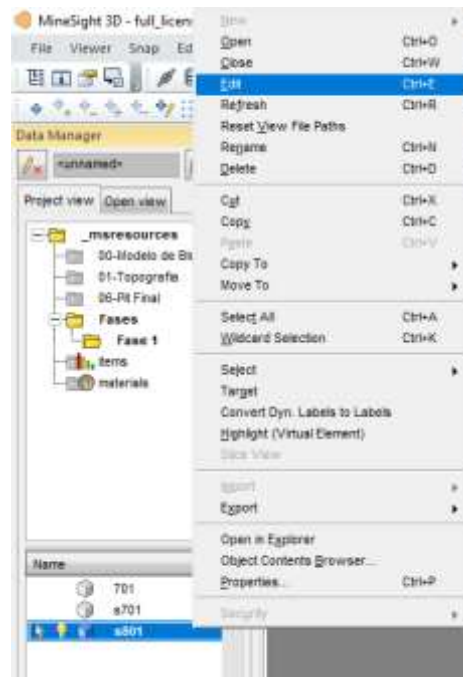 MineSight 3D - full_licen
File Viewer Snap Ed
Data Manager
<unnamed>
Project view Open view
_msresources
00-Modelo de Bl
01-Topografia
06-Pit Final
Fases
Fase 1
items
materials
Name
701
s701
s801
New
Open Ctrl+O
Close Ctrl+W
Edit Ctrl+E
Refresh Ctrl+R
Reset View File Paths
Rename Ctrl+N
Delete Ctrl+D
Cut Ctrl+X
Copy Ctrl+C
Paste Ctrl+V
Copy To
Move To
Select All Ctrl+A
Wildcard Selection Ctrl+K
Select
Target
Convert Dyn. Labels to Labels
Highlight (Virtual Element)
Slice View
Import
Export
Open in Explorer
Object Contents Browser...
Properties... Ctrl+P
Security